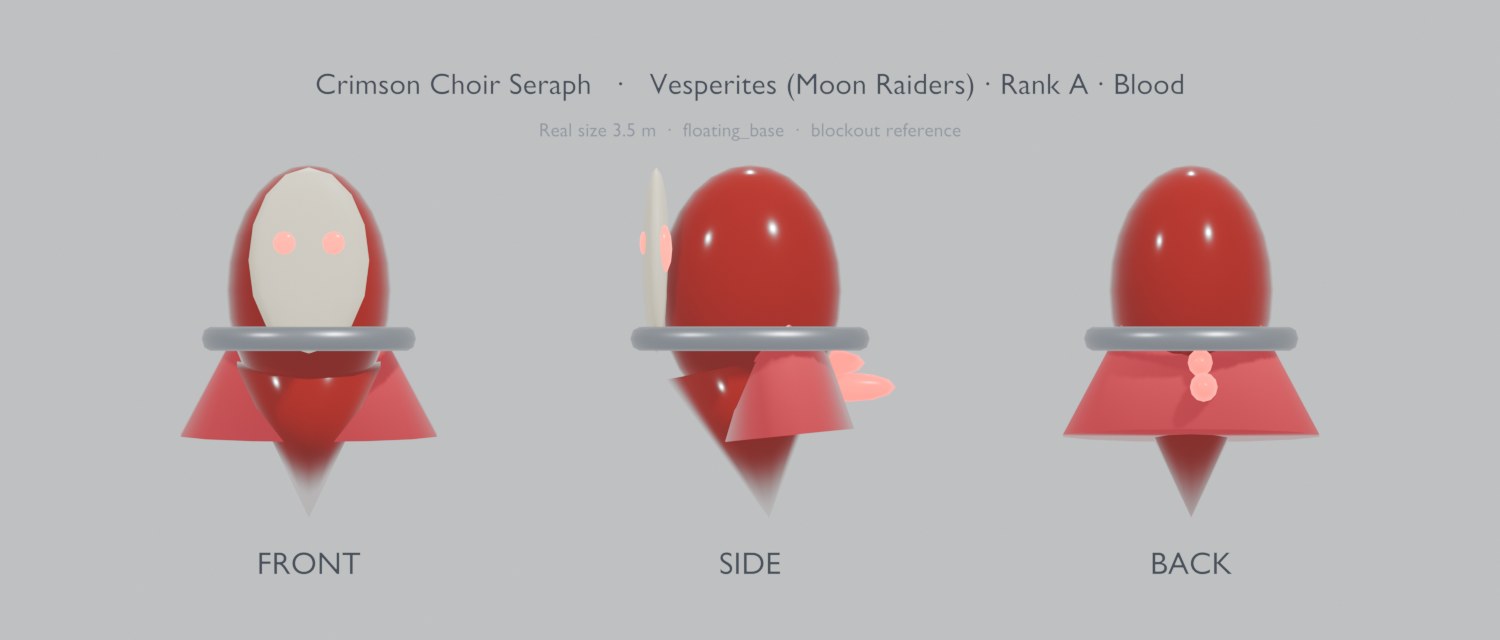 Crimson Choir Seraph · Vesperites (Moon Raiders) · Rank A · Blood
Real size 3.5 m · floating_base · blockout reference
FRONT
SIDE
BACK